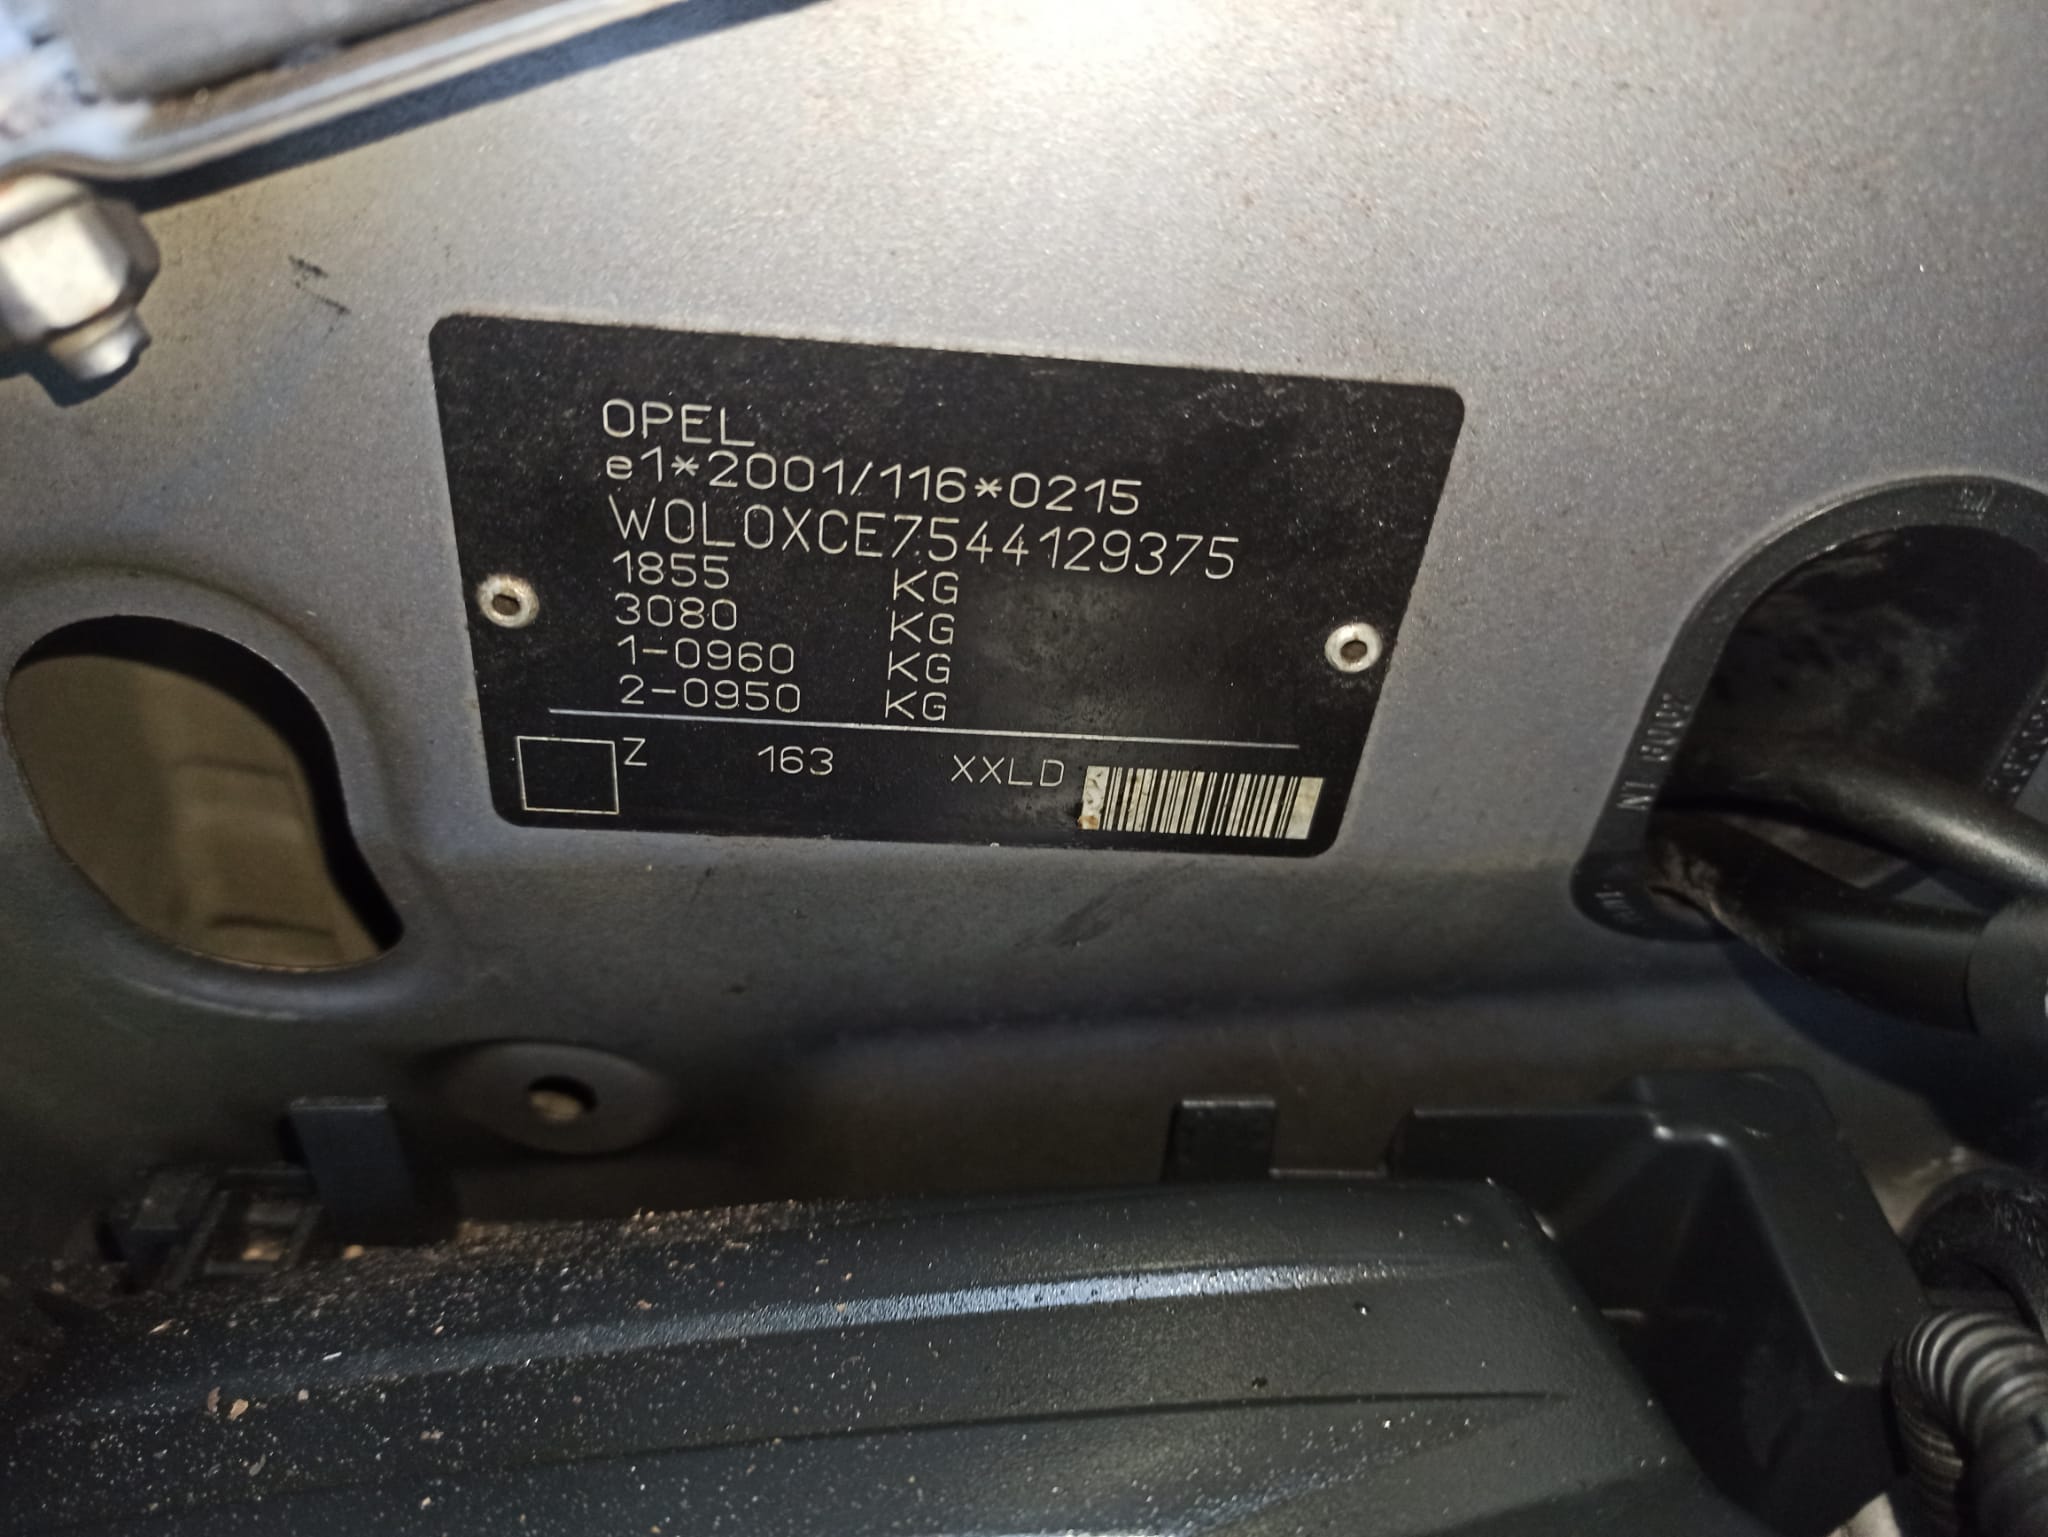 OPEL
e1*2001/116*0215
W0L0XCE7544129375
1855 KG
3080 KG
1-0960 KG
2-0950 KG
Z 163 XXLD